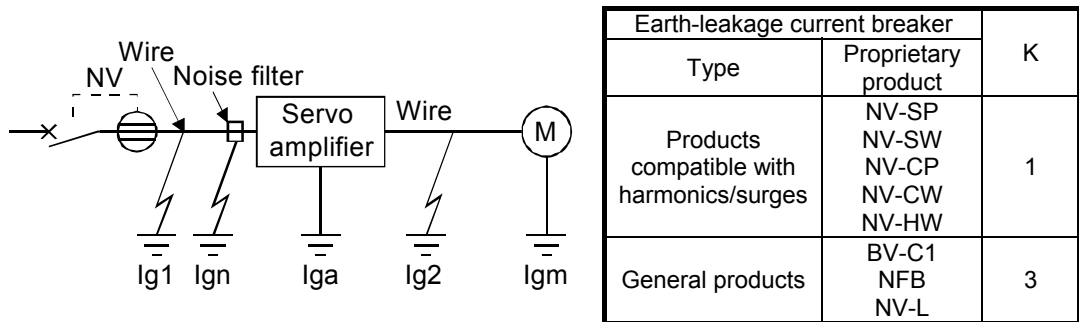 Wire
NV
Noise filter
Servo
amplifier
Wire
M
Ig1
Ign
Iga
Ig2
Igm
Earth-leakage current breaker
K
Type
Proprietary
product
Products
compatible with
harmonics/surges
NV-SP
NV-SW
NV-CP
NV-CW
NV-HW
1
General products
BV-C1
NFB
NV-L
3